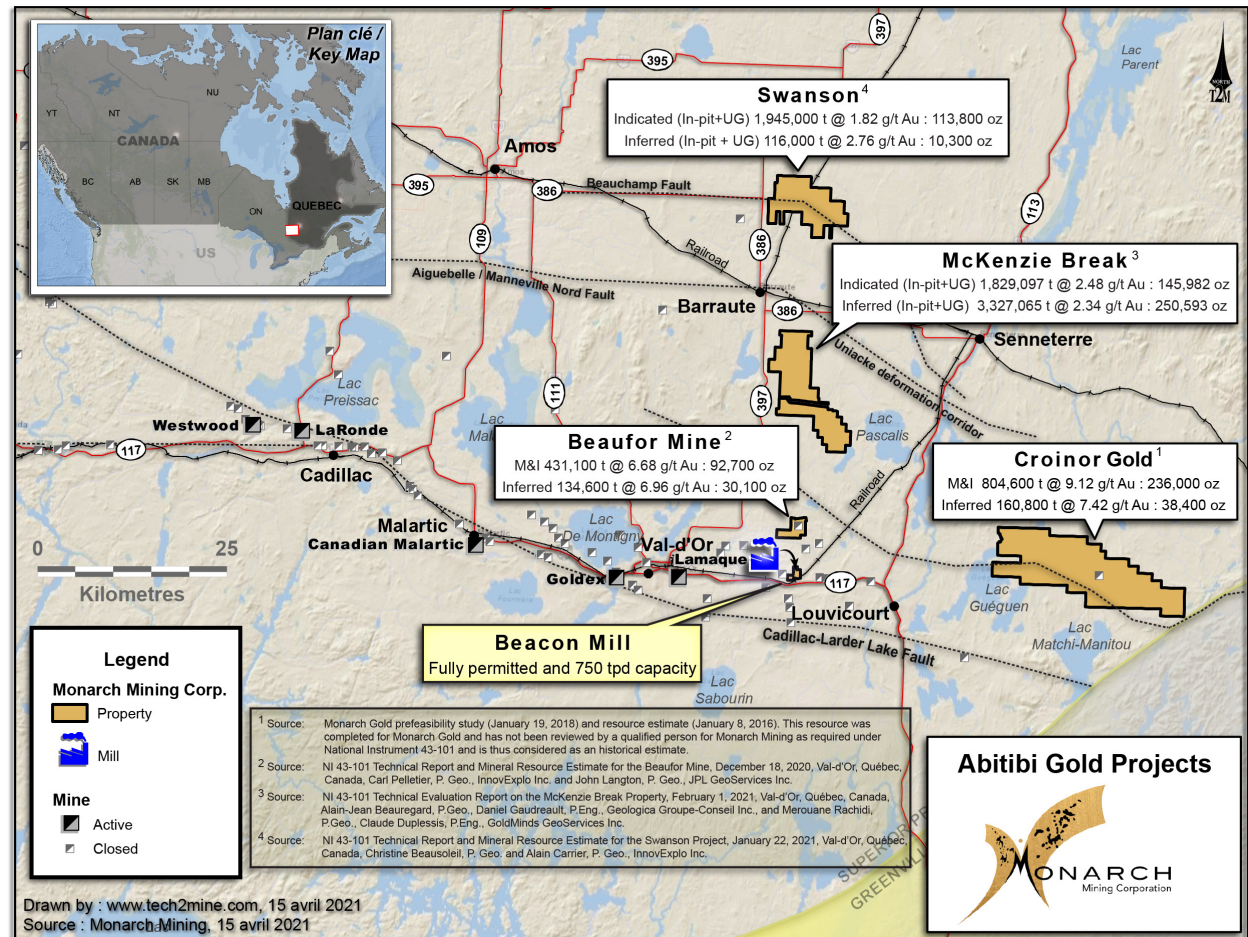 Plan clé /
Key Map
NU
YT
NT
CANADA
BC
AB
SK
MB
ON
QUEBEC
US
397
395
Lac
Parent
NORTH
T2M
Swanson4
Indicated (In-pit+UG) 1,945,000 t @ 1.82 g/t Au : 113,800 oz
Inferred (In-pit + UG) 116,000 t @ 2.76 g/t Au : 10,300 oz
Amos
395
386
Beauchamp Fault
113
109
386
Railroad
Aiguebelle / Manneville Nord Fault
McKenzie Break3
Indicated (In-pit+UG) 1,829,097 t @ 2.48 g/t Au : 145,982 oz
Inferred (In-pit+UG) 3,327,065 t @ 2.34 g/t Au : 250,593 oz
Barraute
386
Senneterre
Uniacke deformation corridor
Lac
Preissac
111
397
Westwood
LaRonde
Lac
Lac
Pascalis
117
Cadillac
Beaufor Mine2
M&I 431,100 t @ 6.68 g/t Au : 92,700 oz
Inferred 134,600 t @ 6.96 g/t Au : 30,100 oz
Croinor Gold1
M&I 804,600 t @ 9.12 g/t Au : 236,000 oz
Inferred 160,800 t @ 7.42 g/t Au : 38,400 oz
Railroad
Malartic
Canadian Malartic
Lac
De Montigny
Val-d'Or
Lamaque
Goldex
117
Louvicourt
Lac
Guéguen
Lac
Matchi-Manitou
Cadillac-Larder Lake Fault
0 25
Kilometres
Beacon Mill
Fully permitted and 750 tpd capacity
Lac
Sabourin
Legend
Monarch Mining Corp.
Property
Mill
Mine
Active
Closed
1 Source: Monarch Gold prefeasibility study (January 19, 2018) and resource estimate (January 8, 2016). This resource was
completed for Monarch Gold and has not been reviewed by a qualified person for Monarch Mining as required under
National Instrument 43-101 and is thus considered as an historical estimate.
2 Source: NI 43-101 Technical Report and Mineral Resource Estimate for the Beaufor Mine, December 18, 2020, Val-d'Or, Québec,
Canada, Carl Pelletier, P. Geo., InnovExplo Inc. and John Langton, P. Geo., JPL GeoServices Inc.
3 Source: NI 43-101 Technical Evaluation Report on the McKenzie Break Property, February 1, 2021, Val-d'Or, Québec, Canada,
Alain-Jean Beauregard, P.Geo., Daniel Gaudreault, P.Eng., Geologica Groupe-Conseil Inc., and Merouane Rachidi,
P.Geo., Claude Duplessis, P.Eng., GoldMinds GeoServices Inc.
4 Source: NI 43-101 Technical Report and Mineral Resource Estimate for the Swanson Project, January 22, 2021, Val-d'Or, Québec,
Canada, Christine Beausoleil, P. Geo. and Alain Carrier, P. Geo., InnovExplo Inc.
Abitibi Gold Projects
MONARCH
Mining Corporation
Drawn by : www.tech2mine.com, 15 avril 2021
Source : Monarch Mining, 15 avril 2021